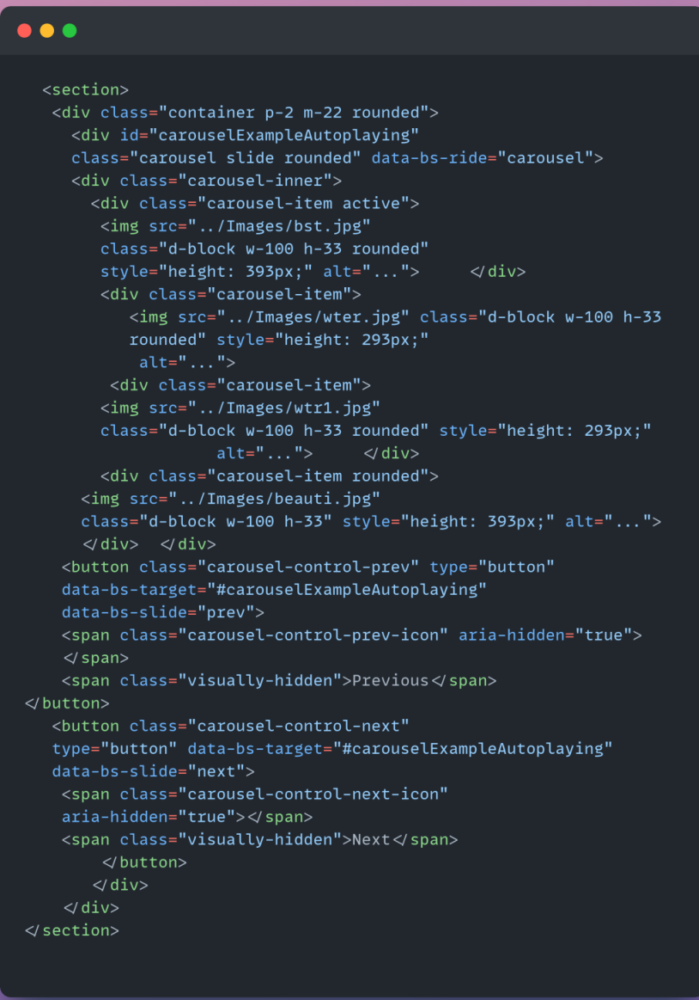 <section>
<div class="container p-2 m-22 rounded">
<div id="carouselExampleAutoplaying"
class="carousel slide rounded" data-bs-ride="carousel">
<div class="carousel-inner">
<div class="carousel-item active">
<img src="../Images/bst.jpg"
class="d-block w-100 h-33 rounded"
style="height: 393px;" alt="...">      </div>
<div class="carousel-item">
<img src="../Images/wter.jpg" class="d-block w-100 h-33
rounded" style="height: 293px;"
alt="...">
<div class="carousel-item">
<img src="../Images/wtr1.jpg"
class="d-block w-100 h-33 rounded" style="height: 293px;"
alt="...">      </div>
<div class="carousel-item rounded">
<img src="../Images/beauti.jpg"
class="d-block w-100 h-33" style="height: 393px;" alt="...">
</div>  </div>
<button class="carousel-control-prev" type="button"
data-bs-target="#carouselExampleAutoplaying"
data-bs-slide="prev">
<span class="carousel-control-prev-icon" aria-hidden="true">
</span>
<span class="visually-hidden">Previous</span>
</button>
<button class="carousel-control-next"
type="button" data-bs-target="#carouselExampleAutoplaying"
data-bs-slide="next">
<span class="carousel-control-next-icon"
aria-hidden="true"></span>
<span class="visually-hidden">Next</span>
</button>
</div>
</div>
</section>